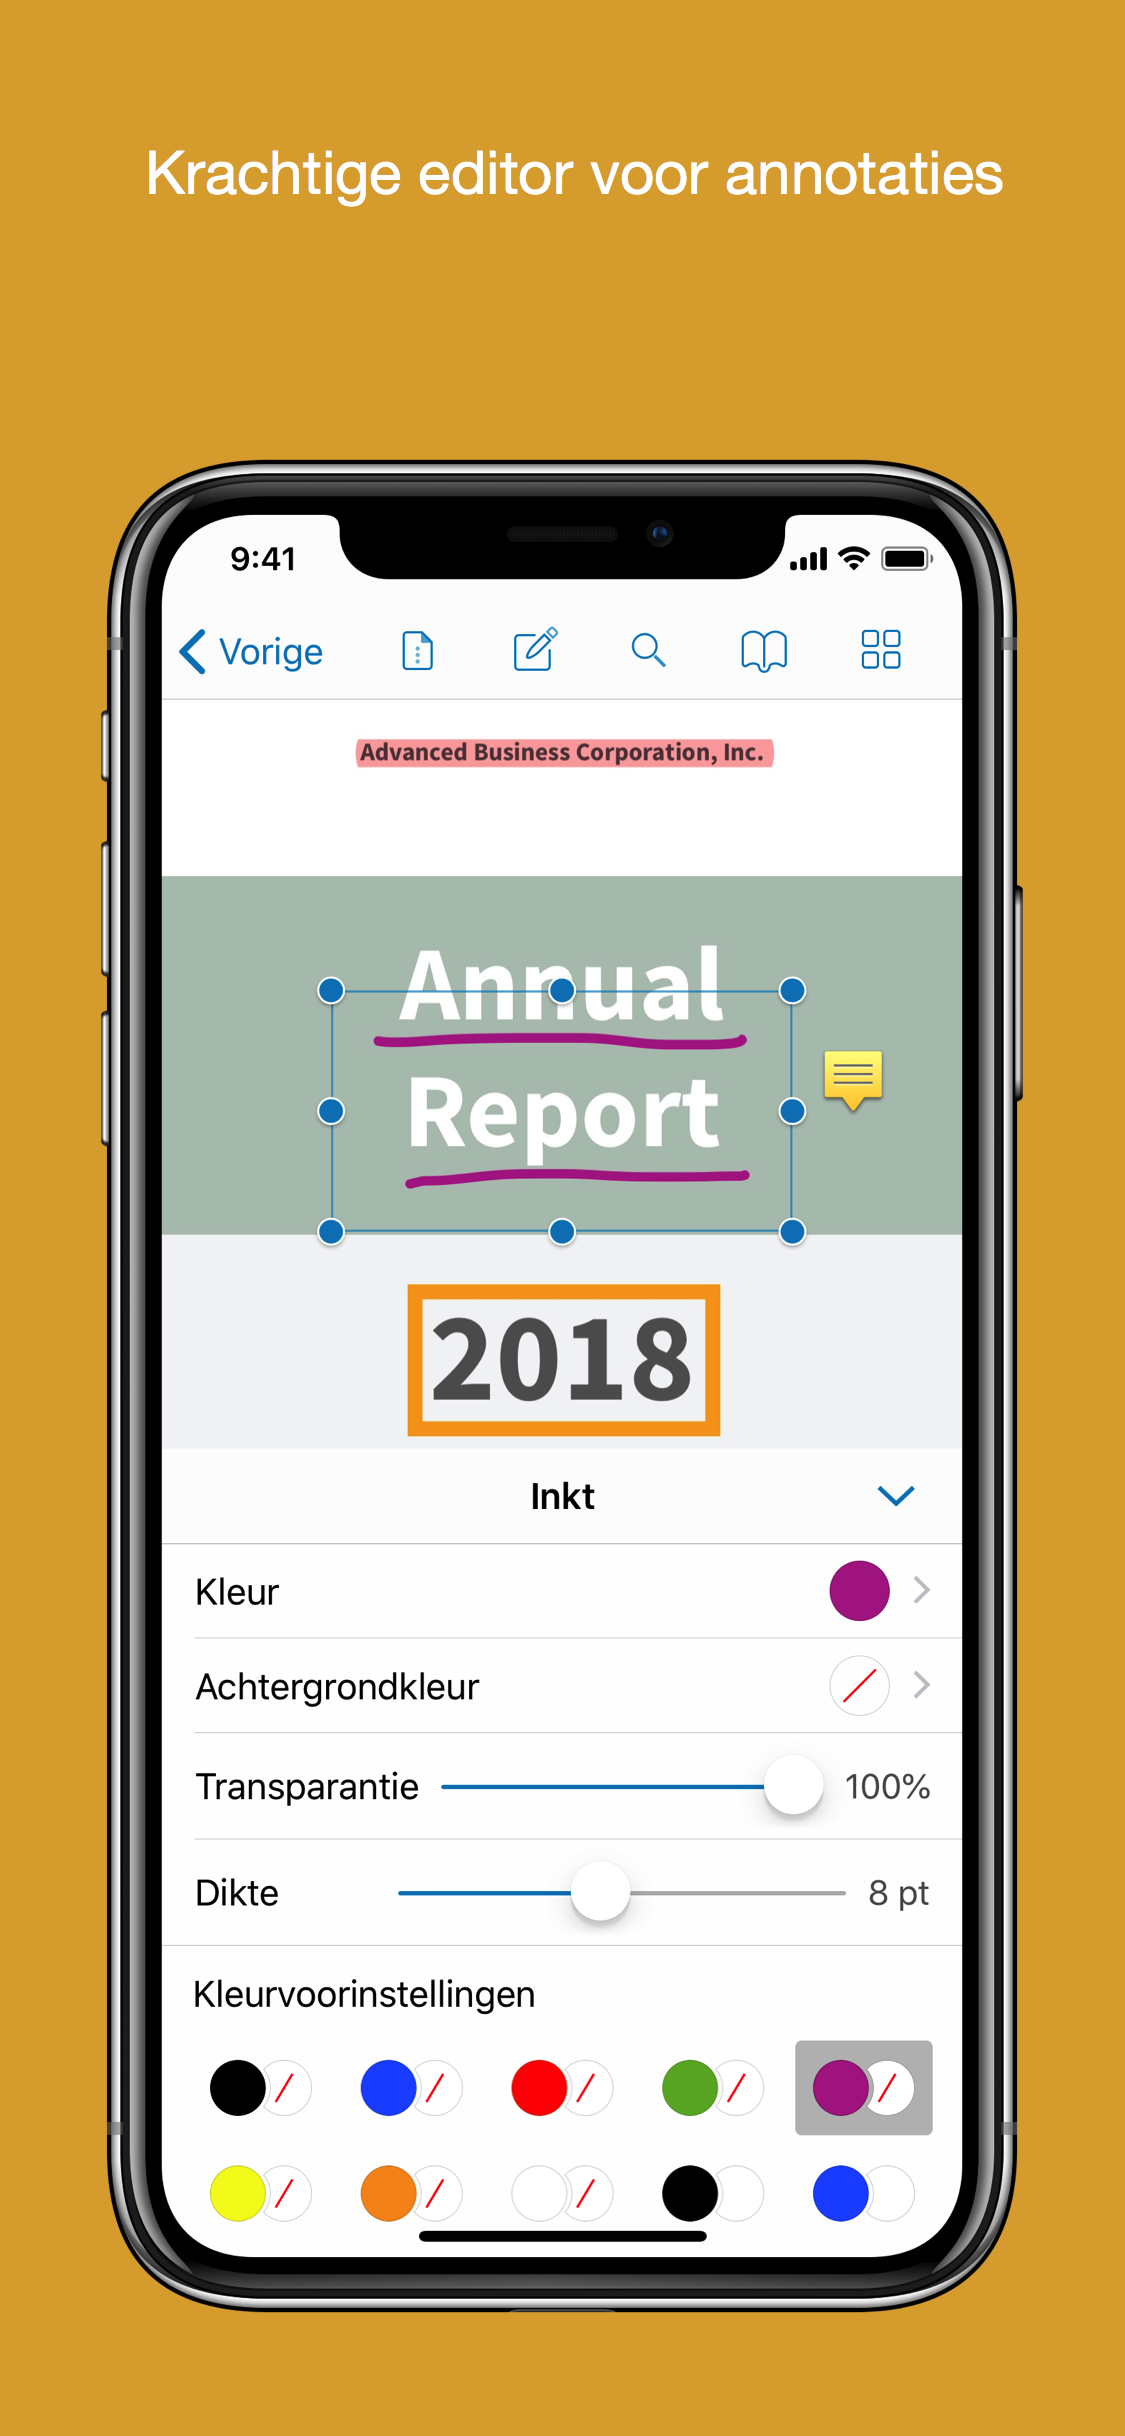 Krachtige editor voor annotaties
9:41
Vorige
Advanced Business Corporation, Inc.
Annual
Report
2018
Inkt
Kleur
Achtergrondkleur
Transparantie 100%
Dikte 8 pt
Kleurvoorinstellingen